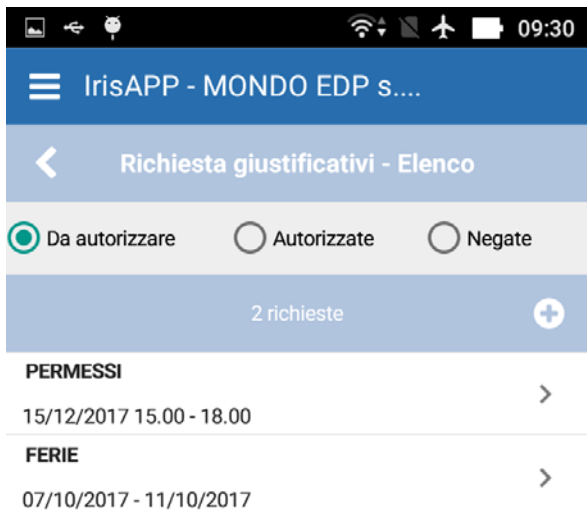 09:30
IrisAPP - MONDO EDP s....
Richiesta giustificativi - Elenco
Da autorizzare Autorizzate Negate
2 richieste
PERMESSI
15/12/2017 15.00 - 18.00
FERIE
07/10/2017 - 11/10/2017